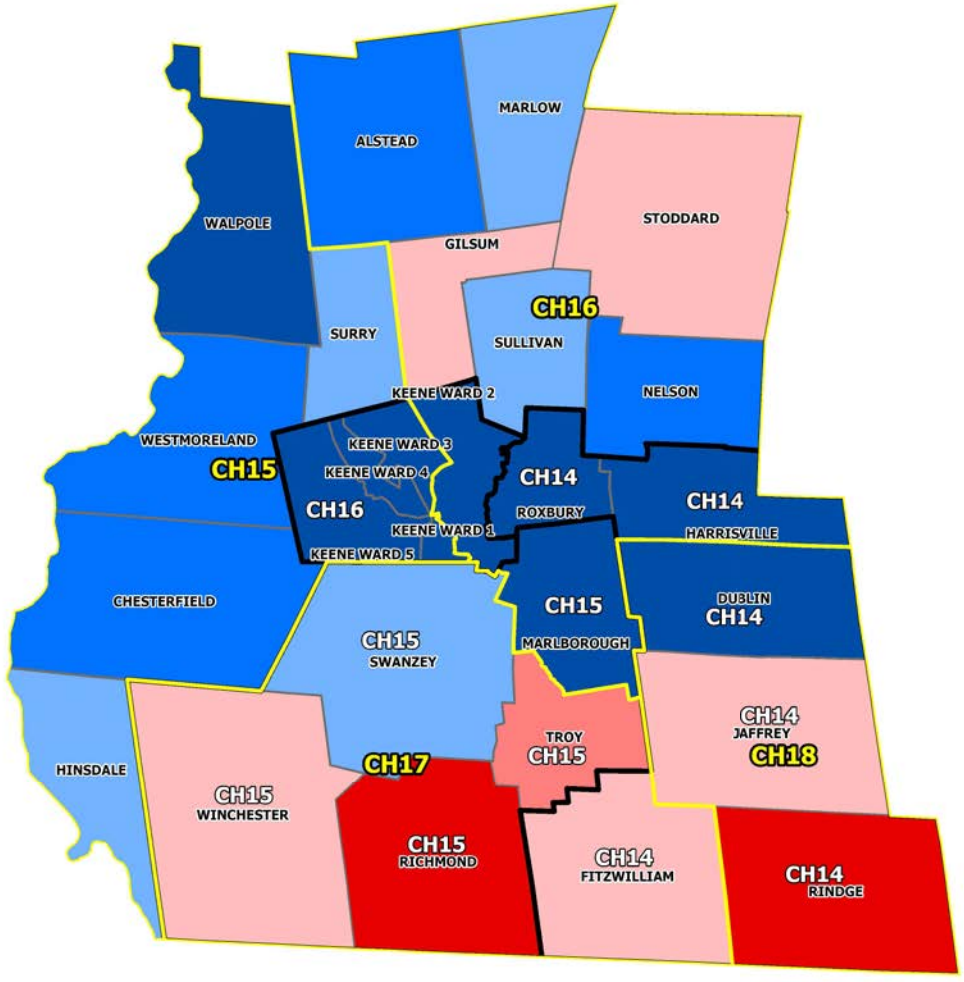 MARLOW
ALSTEAD
STODDARD
WALPOLE
GILSUM
CH16
SURRY
SULLIVAN
NELSON
KEENE WARD 2
WESTMORELAND
KEENE WARD 3
CH15
KEENE WARD 4
CH14
CH14
CH16
ROXBURY
KEENE WARD 1
HARRISVILLE
KEENE WARD 5
CHESTERFIELD
DUBLIN
CH15
CH14
CH15
MARLBOROUGH
SWANZEY
CH14
TROY
JAFFREY
CH15
CH18
CH17
HINSDALE
CH15
WINCHESTER
CH15
RICHMOND
CH14
FITZWILLIAM
CH14
RINDGE